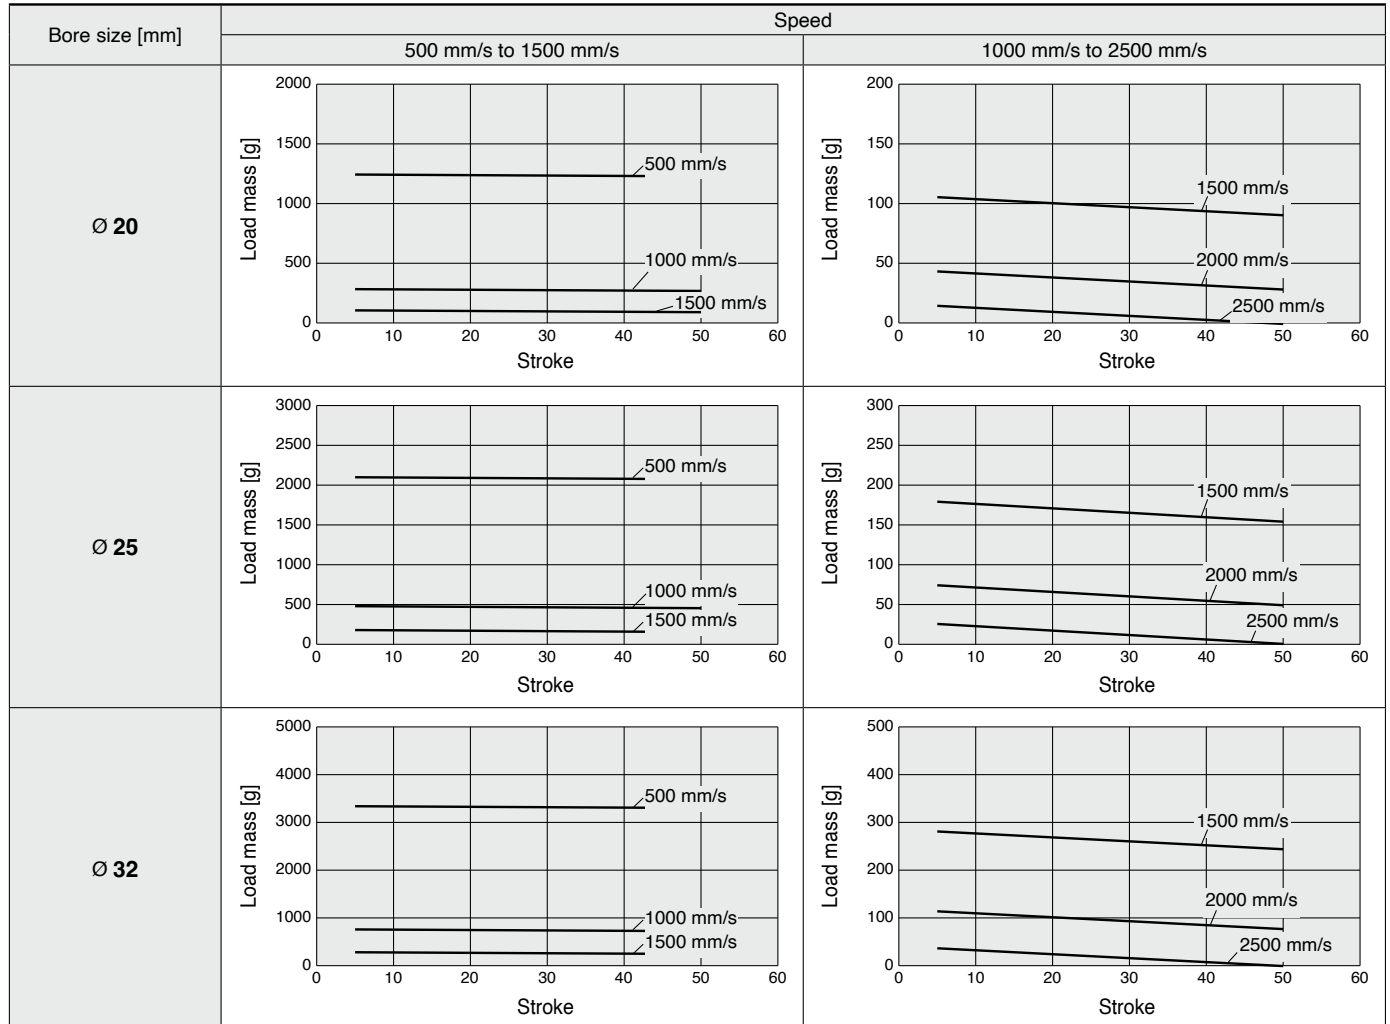 Bore size [mm]
Speed
500 mm/s to 1500 mm/s
1000 mm/s to 2500 mm/s
Ø 20
Load mass [g]
2000
1500
1000
500
0
500 mm/s
1000 mm/s
1500 mm/s
0 10 20 30 40 50 60
Stroke
Load mass [g]
200
150
100
50
0
1500 mm/s
2000 mm/s
2500 mm/s
0 10 20 30 40 50 60
Stroke
Ø 25
Load mass [g]
3000
2500
2000
1500
1000
500
0
500 mm/s
1000 mm/s
1500 mm/s
0 10 20 30 40 50 60
Stroke
Load mass [g]
300
250
200
150
100
50
0
1500 mm/s
2000 mm/s
2500 mm/s
0 10 20 30 40 50 60
Stroke
Ø 32
Load mass [g]
5000
4000
3000
2000
1000
0
500 mm/s
1000 mm/s
1500 mm/s
0 10 20 30 40 50 60
Stroke
Load mass [g]
500
400
300
200
100
0
1500 mm/s
2000 mm/s
2500 mm/s
0 10 20 30 40 50 60
Stroke